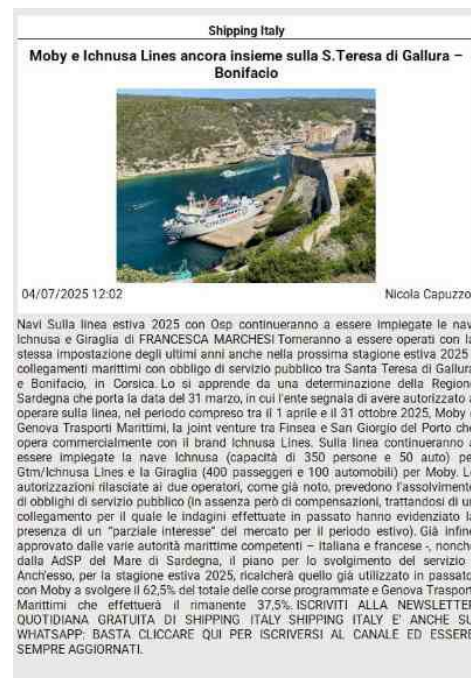 Shipping Italy
Moby e Ichnusa Lines ancora insieme sulla S.Teresa di Gallura –
Bonifacio
04/07/2025 12:02
Nicola Capuzzo
Navi Sulla linea estiva 2025 con Osp continueranno a essere impiegate le navi
Ichnusa e Giraglia di FRANCESCA MARCHESI Torneranno a essere operati con la
stessa impostazione degli ultimi anni anche nella prossima stagione estiva 2025 i
collegamenti marittimi con obbligo di servizio pubblico tra Santa Teresa di Gallura
e Bonifacio, in Corsica. Lo si apprende da una determinazione della Regione
Sardegna che porta la data del 31 marzo, in cui l'ente segnala di avere autorizzato a
operare sulla linea, nel periodo compreso tra il 1 aprile e il 31 ottobre 2025, Moby e
Genova Trasporti Marittimi, la joint venture tra Finsea e San Giorgio del Porto che
opera commercialmente con il brand Ichnusa Lines. Sulla linea continueranno a
essere impiegate la nave Ichnusa (capacità di 350 persone e 50 auto) per
Gtm/Ichnusa Lines e la Giraglia (400 passeggeri e 100 automobili) per Moby. Le
autorizzazioni rilasciate ai due operatori, come già noto, prevedono l'assolvimento
di obblighi di servizio pubblico (in assenza però di compensazioni, trattandosi di un
collegamento per il quale le indagini effettuate in passato hanno evidenziato la
presenza di un "parziale interesse" del mercato per il periodo estivo). Già infine
approvato dalle varie autorità marittime competenti – italiana e francese -, nonché
dalla AdSP del Mare di Sardegna, il piano per lo svolgimento del servizio.
Anch'esso, per la stagione estiva 2025, ricalcherà quello già utilizzato in passato,
con Moby a svolgere il 62,5% del totale delle corse programmate e Genova Trasporti
Marittimi che effettuerà il rimanente 37,5%. ISCRIVITI ALLA NEWSLETTER
QUOTIDIANA GRATUITA DI SHIPPING ITALY SHIPPING ITALY E' ANCHE SU
WHATSAPP: BASTA CLICCARE QUI PER ISCRIVERSI AL CANALE ED ESSERE
SEMPRE AGGIORNATI.